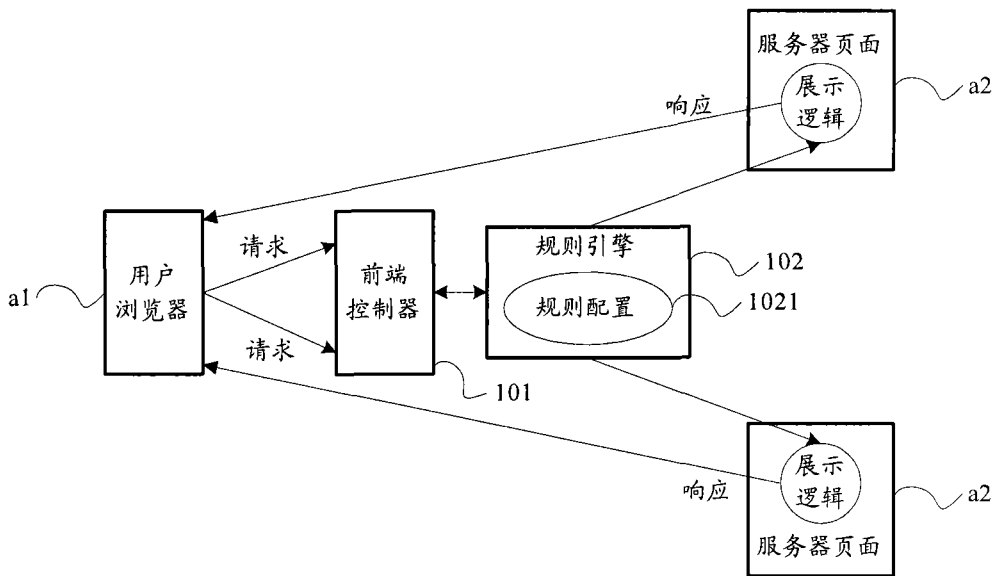 服务器页面
展示
逻辑
a2
响应
请求
规则引擎
102
用户
浏览器
前端
控制器
规则配置
1021
a1
请求
101
展示
逻辑
响应
a2
服务器页面